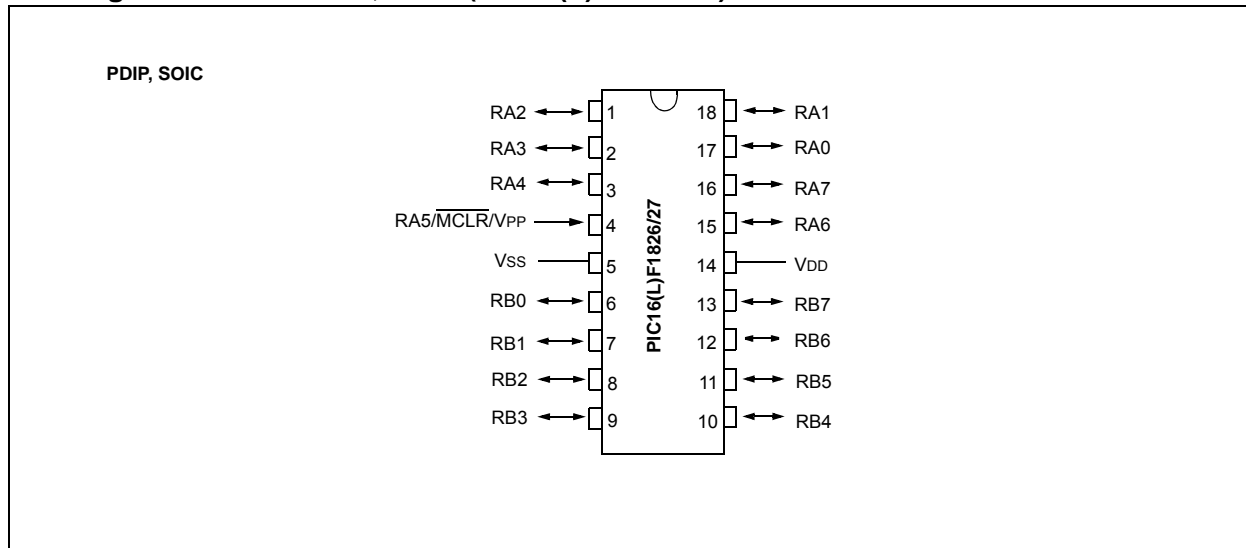 PDIP, SOIC
RA2 1 18 RA1
RA3 2 17 RA0
RA4 3 16 RA7
RA5/MCLR/VPP 4 15 RA6
VSS 5 14 VDD
RB0 6 13 RB7
RB1 7 12 RB6
RB2 8 11 RB5
RB3 9 10 RB4
PIC16(L)F1826/27